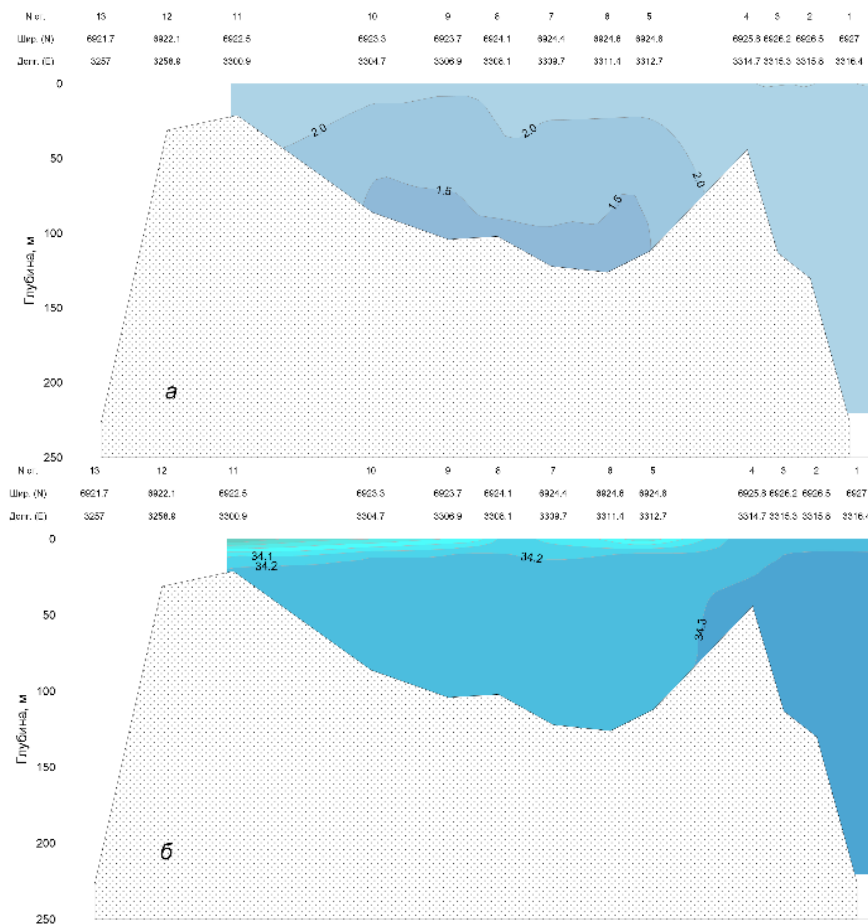 N ст. 13 12 11 10 9 8 7 6 5 4 3 2 1
Шир. (N) 6921.7 6922.1 6922.5 6923.3 6923.7 6924.1 6924.4 6924.6 6924.8 6925.8 6926.2 6926.5 6927
Долг. (E) 3257 3258.9 3300.9 3304.7 3306.9 3308.1 3309.7 3311.4 3312.7 3314.7 3315.3 3315.8 3316.4
0
50
100
150
200
250
Глубина, м
2.0 2.0 2.0
1.5 1.5
а
N ст. 13 12 11 10 9 8 7 6 5 4 3 2 1
Шир. (N) 6921.7 6922.1 6922.5 6923.3 6923.7 6924.1 6924.4 6924.6 6924.8 6925.8 6926.2 6926.5 6927
Долг. (E) 3257 3258.9 3300.9 3304.7 3306.9 3308.1 3309.7 3311.4 3312.7 3314.7 3315.3 3315.8 3316.4
0
50
100
150
200
250
Глубина, м
34.1
34.2 34.2
34.3
б